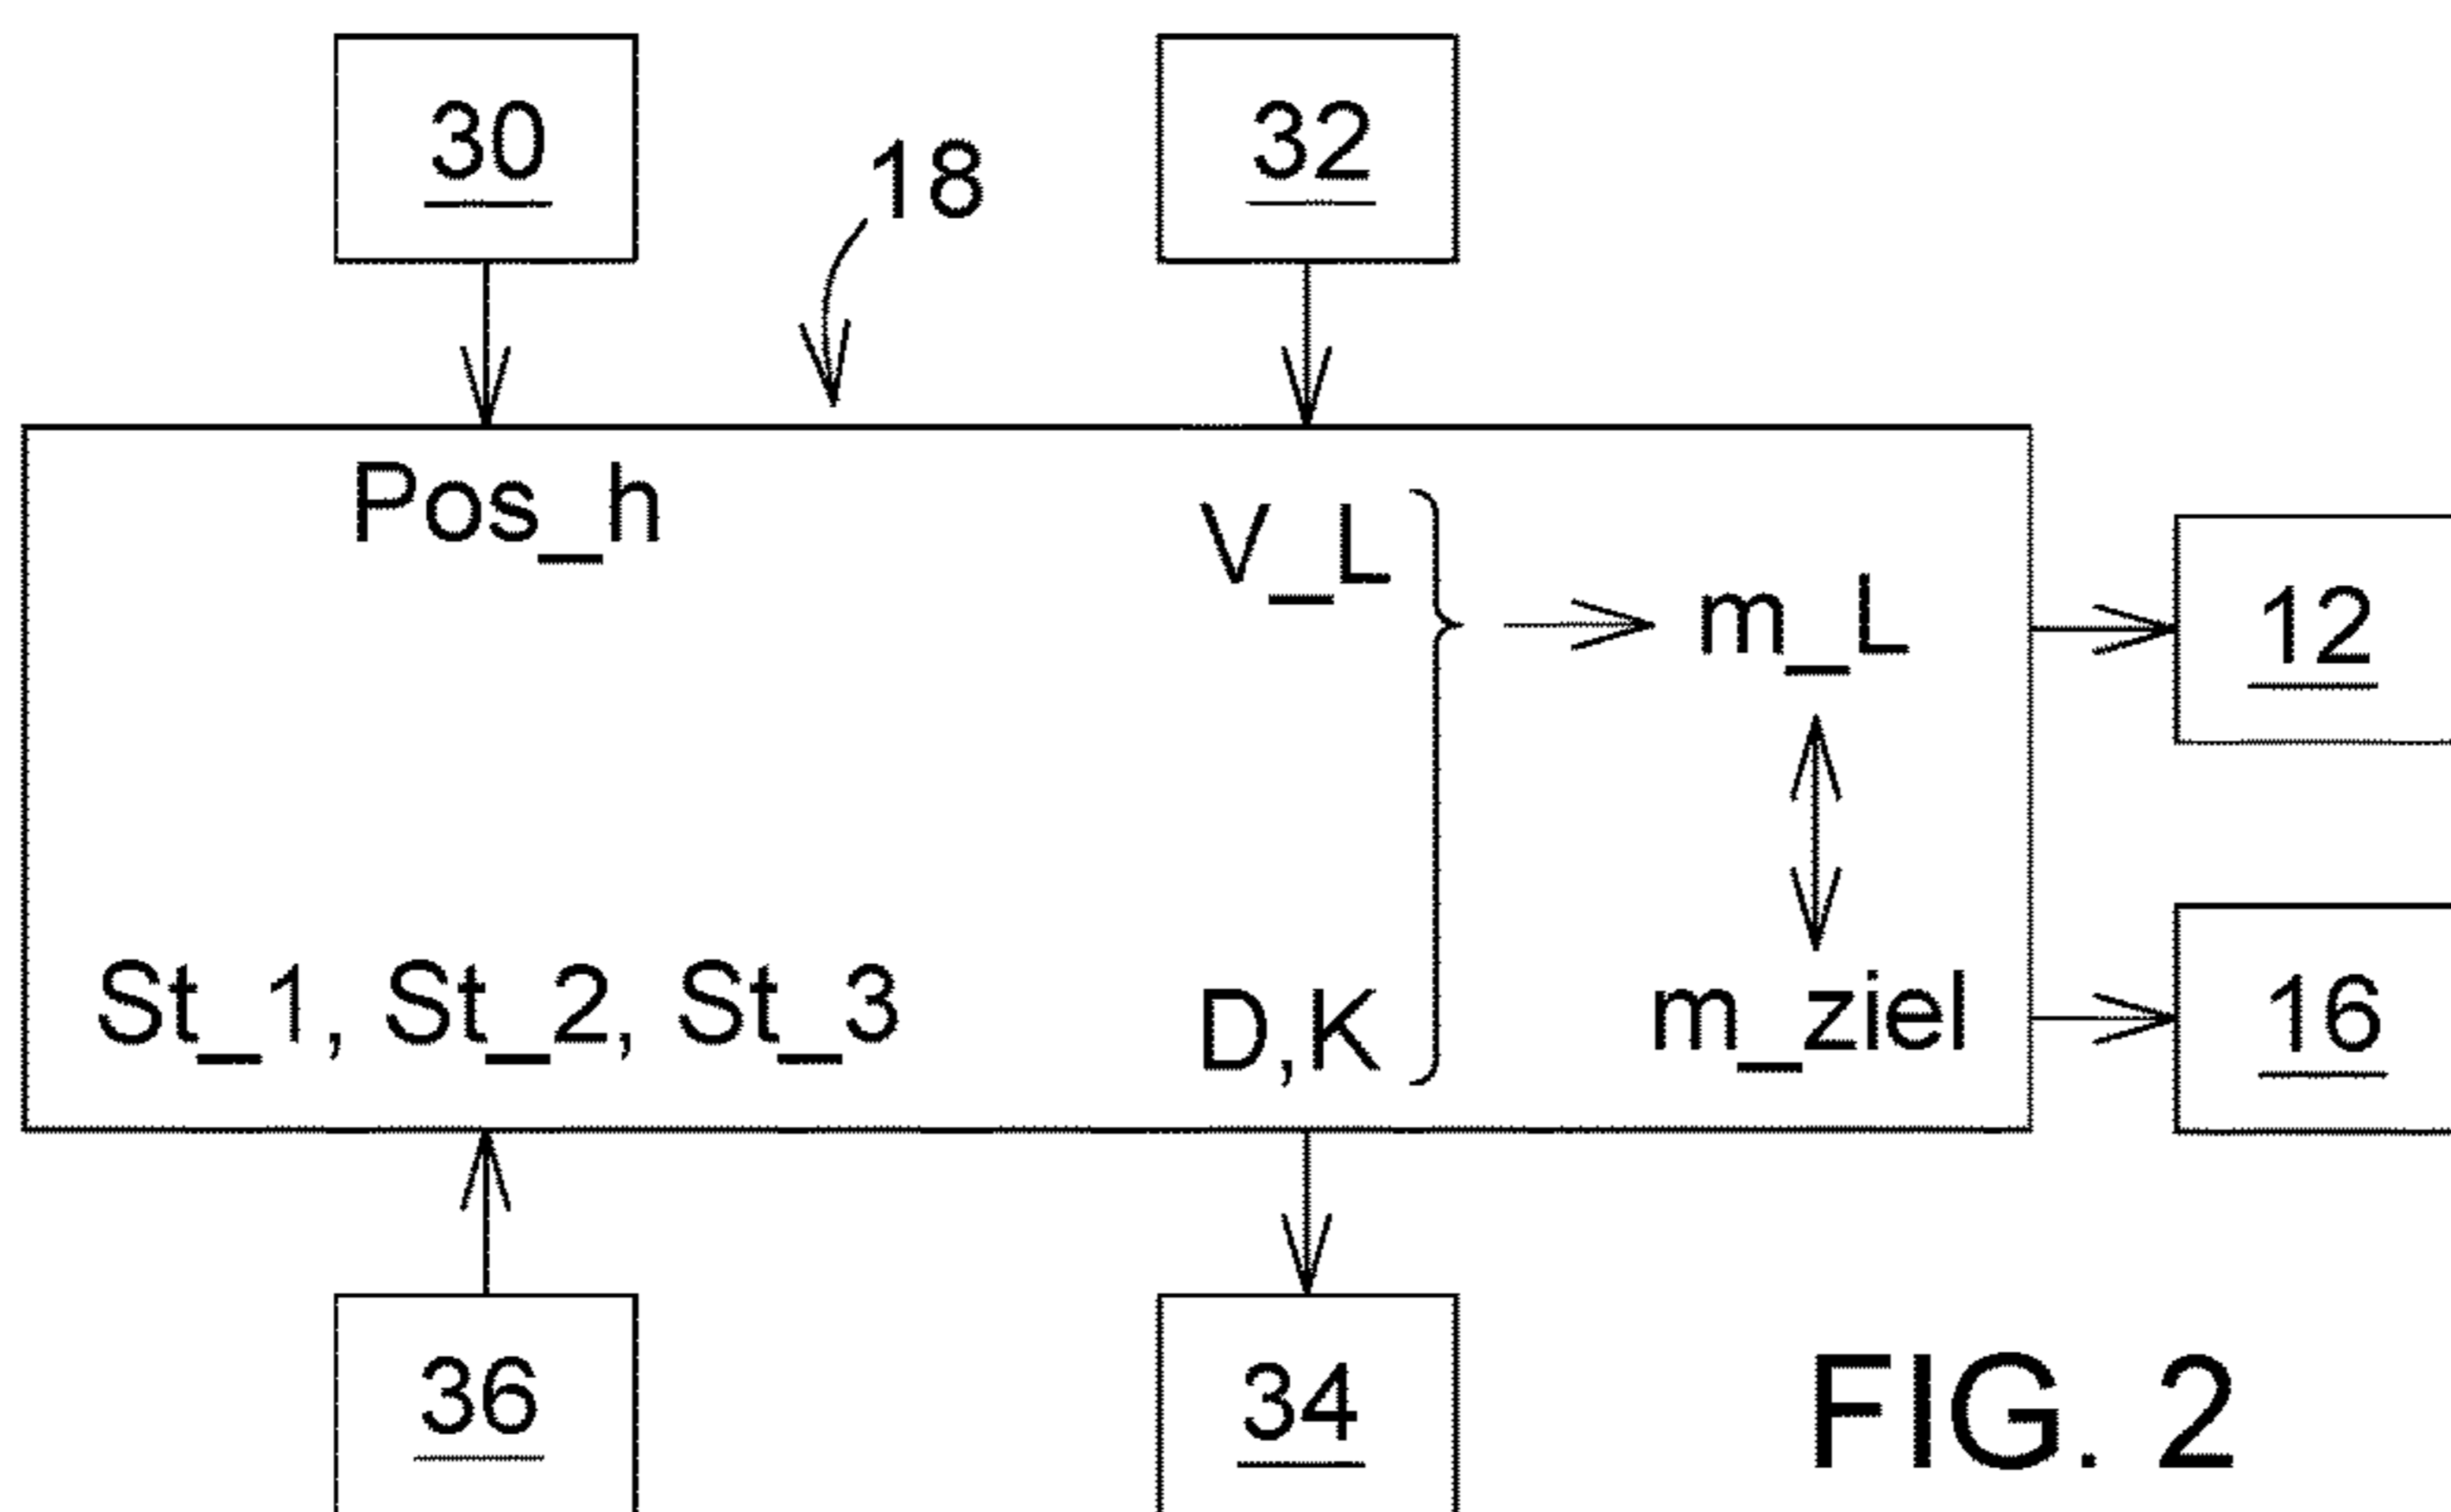 30
32
18
Pos_h
V_L
m_L
12
St_1, St_2, St_3
D,K
m_ziel
16
36
34
FIG. 2